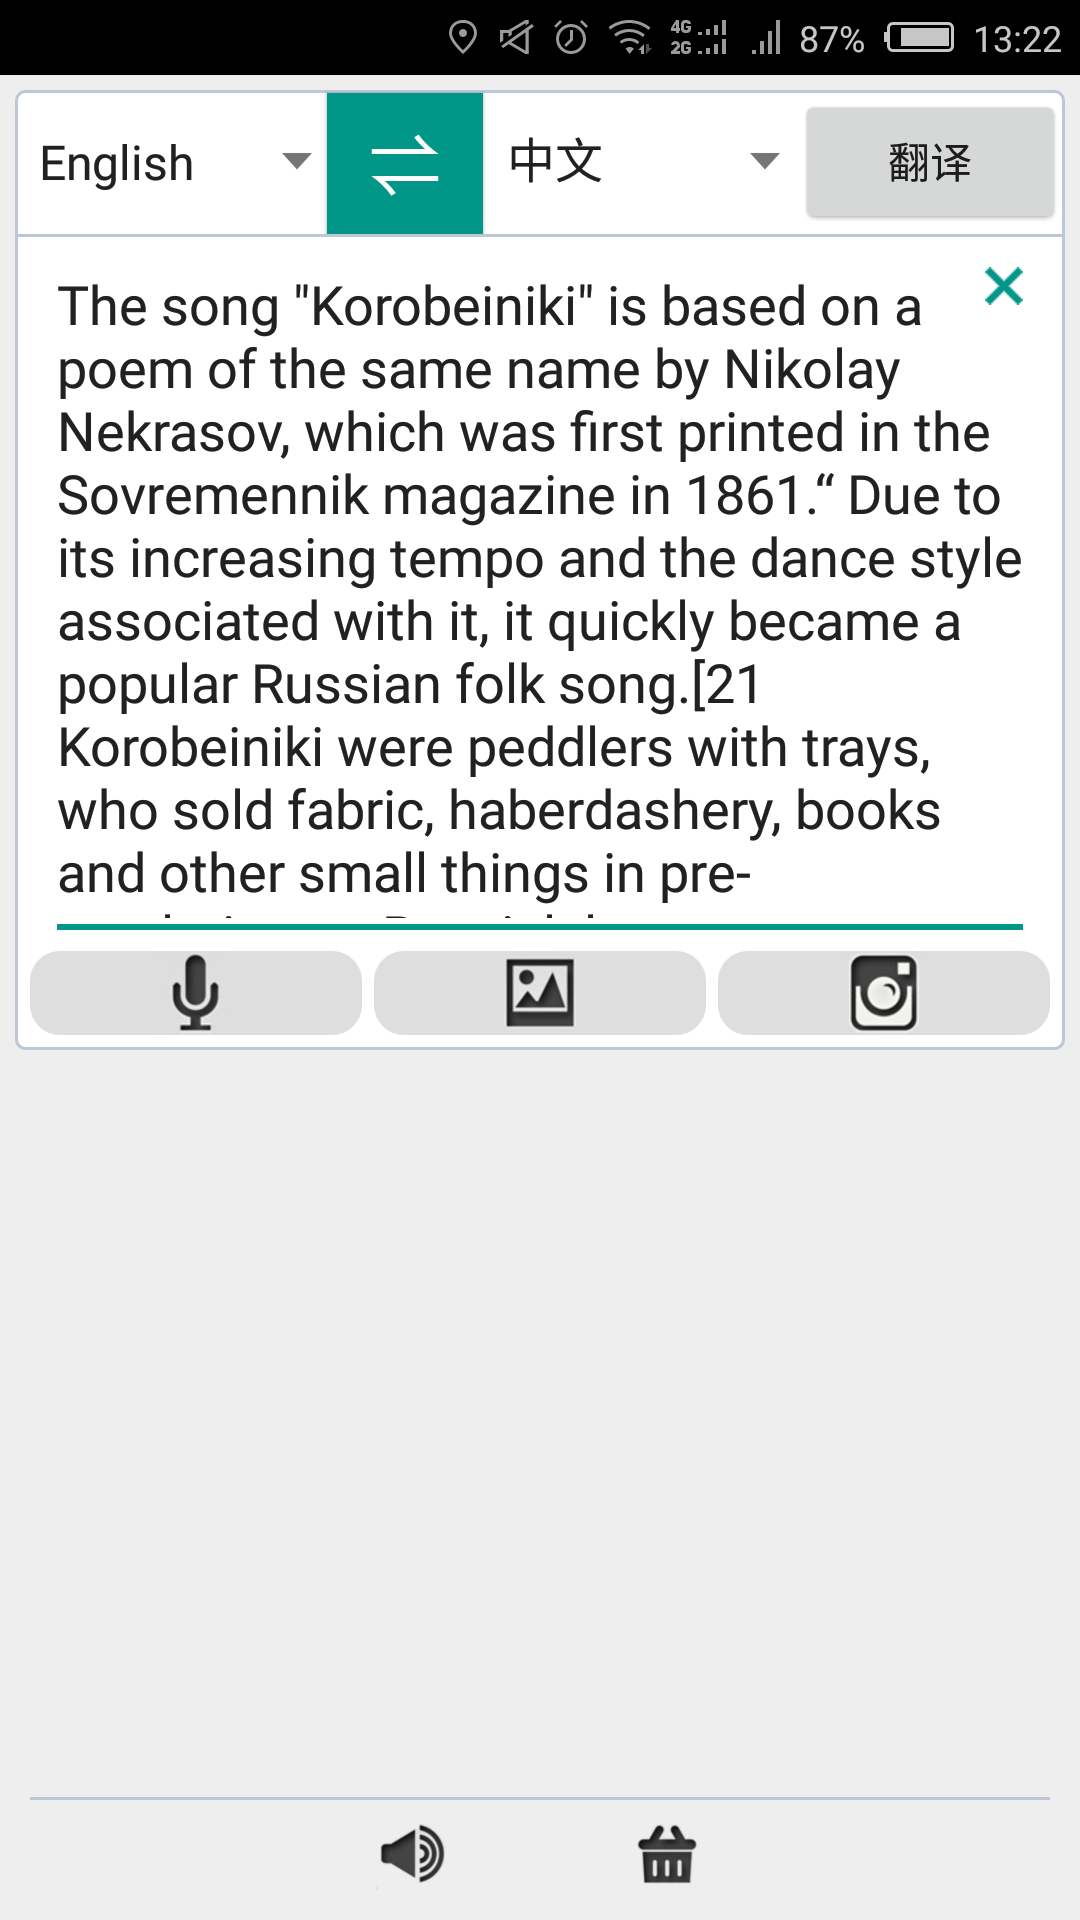 4G
2G
87%
13:22
English
中文
翻译
The song "Korobeiniki" is based on a
poem of the same name by Nikolay
Nekrasov, which was first printed in the
Sovremennik magazine in 1861.“ Due to
its increasing tempo and the dance style
associated with it, it quickly became a
popular Russian folk song.[21
Korobeiniki were peddlers with trays,
who sold fabric, haberdashery, books
and other small things in pre-